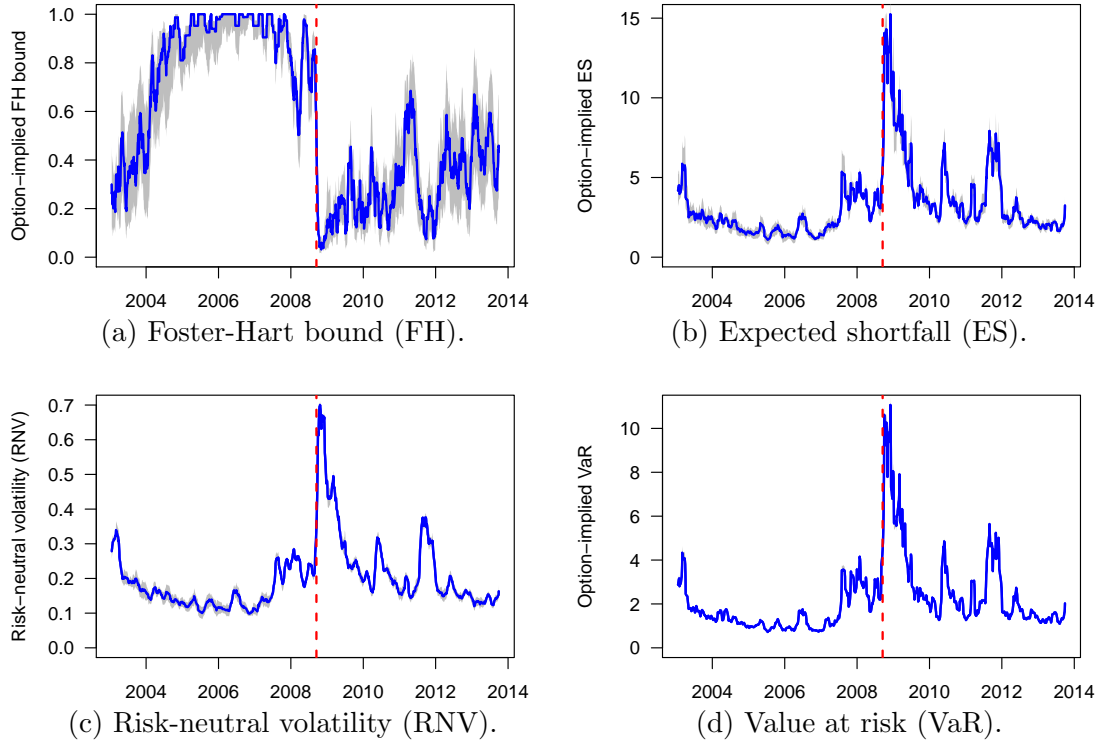 Option−implied FH bound
1.0
0.8
0.6
0.4
0.2
0.0
2004 2006 2008 2010 2012 2014
(a) Foster-Hart bound (FH).
Option−implied ES
15
10
5
0
2004 2006 2008 2010 2012 2014
(b) Expected shortfall (ES).
Risk−neutral volatility (RNV)
0.7
0.6
0.5
0.4
0.3
0.2
0.1
0.0
2004 2006 2008 2010 2012 2014
(c) Risk-neutral volatility (RNV).
Option−implied VaR
10
8
6
4
2
0
2004 2006 2008 2010 2012 2014
(d) Value at risk (VaR).